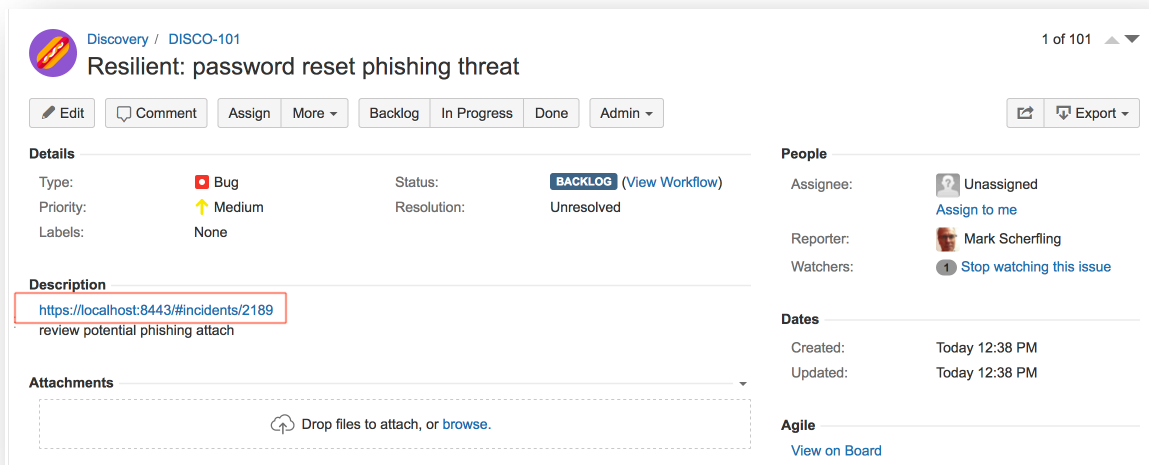 Discovery / DISCO-101
1 of 101
Resilient: password reset phishing threat
Edit Comment Assign More Backlog In Progress Done Admin Export
Details
Type: Bug Status: BACKLOG (View Workflow)
Priority: Medium Resolution: Unresolved
Labels: None
Description
https://localhost:8443/#incidents/2189
review potential phishing attach
Attachments
Drop files to attach, or browse.
People
Assignee: Unassigned
Assign to me
Reporter: Mark Scherfling
Watchers: 1 Stop watching this issue
Dates
Created: Today 12:38 PM
Updated: Today 12:38 PM
Agile
View on Board